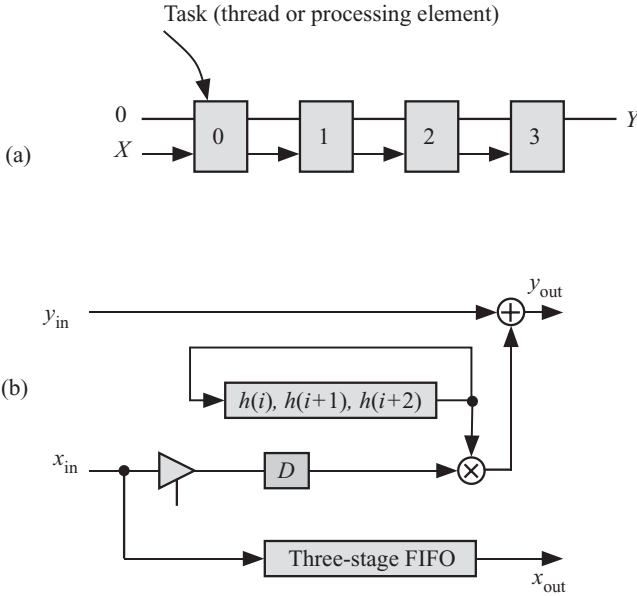 Task (thread or processing element)
0
0
1
2
3
Y
(a)
X
y_out
y_in
(b)
h(i), h(i+1), h(i+2)
x_in
D
Three-stage FIFO
x_out